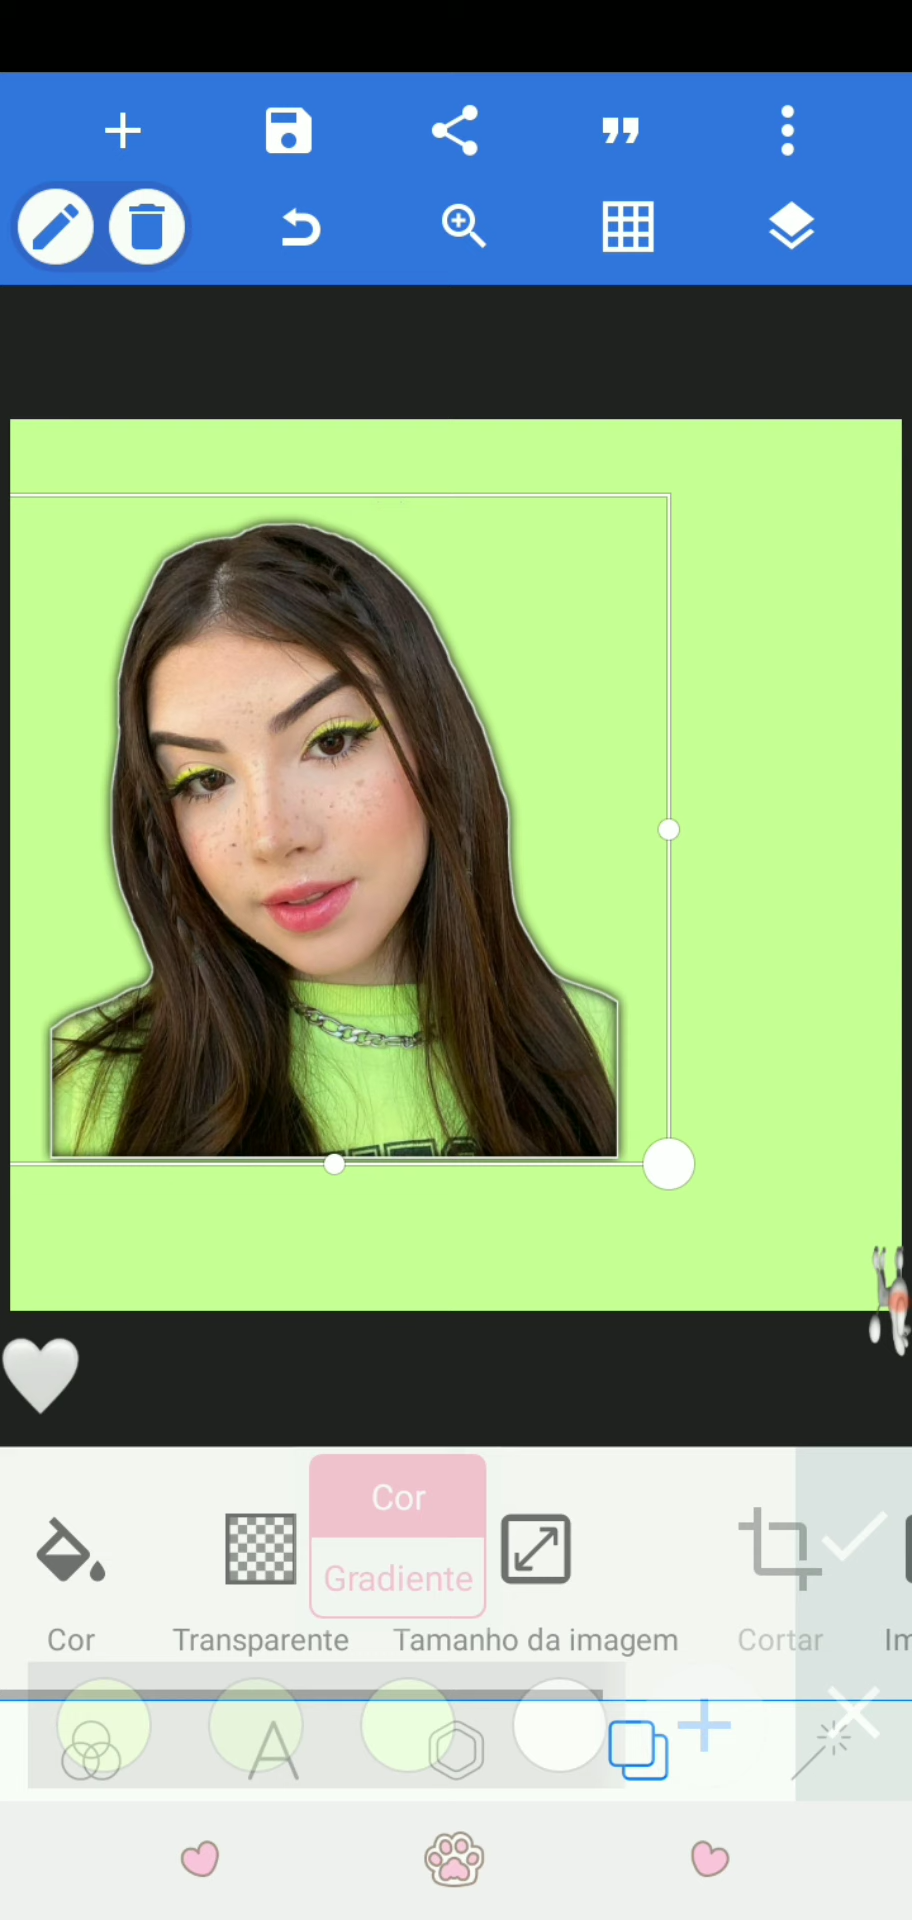 Cor
Gradiente
Cor
Transparente
Tamanho da imagem
Cortar